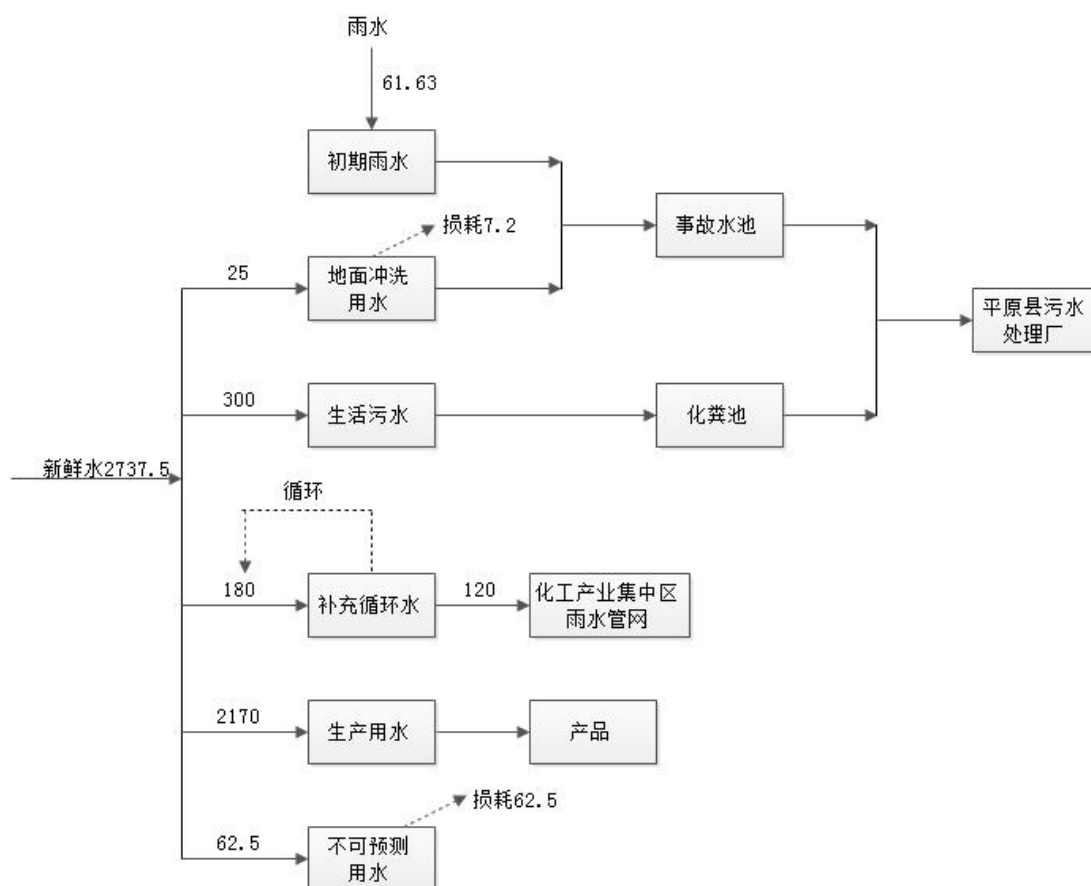 雨水
61.63
初期雨水
损耗7.2
事故水池
25
地面冲洗
用水
平原县污水
处理厂
300
生活污水
化粪池
新鲜水2737.5
循环
180
补充循环水
120
化工产业集中区
雨水管网
2170
生产用水
产品
损耗62.5
62.5
不可预测
用水